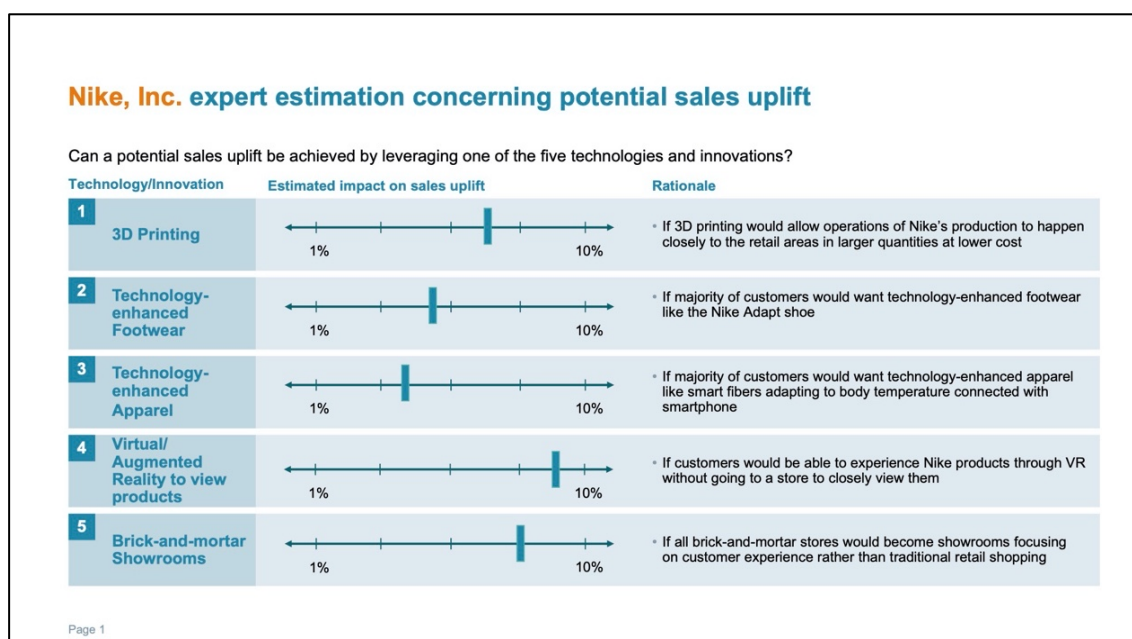 Nike, Inc. expert estimation concerning potential sales uplift
Can a potential sales uplift be achieved by leveraging one of the five technologies and innovations?
Technology/Innovation Estimated impact on sales uplift Rationale
1
3D Printing
1% 10%
• If 3D printing would allow operations of Nike's production to happen
closely to the retail areas in larger quantities at lower cost
2
Technology-
enhanced
Footwear
1% 10%
• If majority of customers would want technology-enhanced footwear
like the Nike Adapt shoe
3
Technology-
enhanced
Apparel
1% 10%
• If majority of customers would want technology-enhanced apparel
like smart fibers adapting to body temperature connected with
smartphone
4
Virtual/
Augmented
Reality to view
products
1% 10%
• If customers would be able to experience Nike products through VR
without going to a store to closely view them
5
Brick-and-mortar
Showrooms
1% 10%
• If all brick-and-mortar stores would become showrooms focusing
on customer experience rather than traditional retail shopping
Page 1